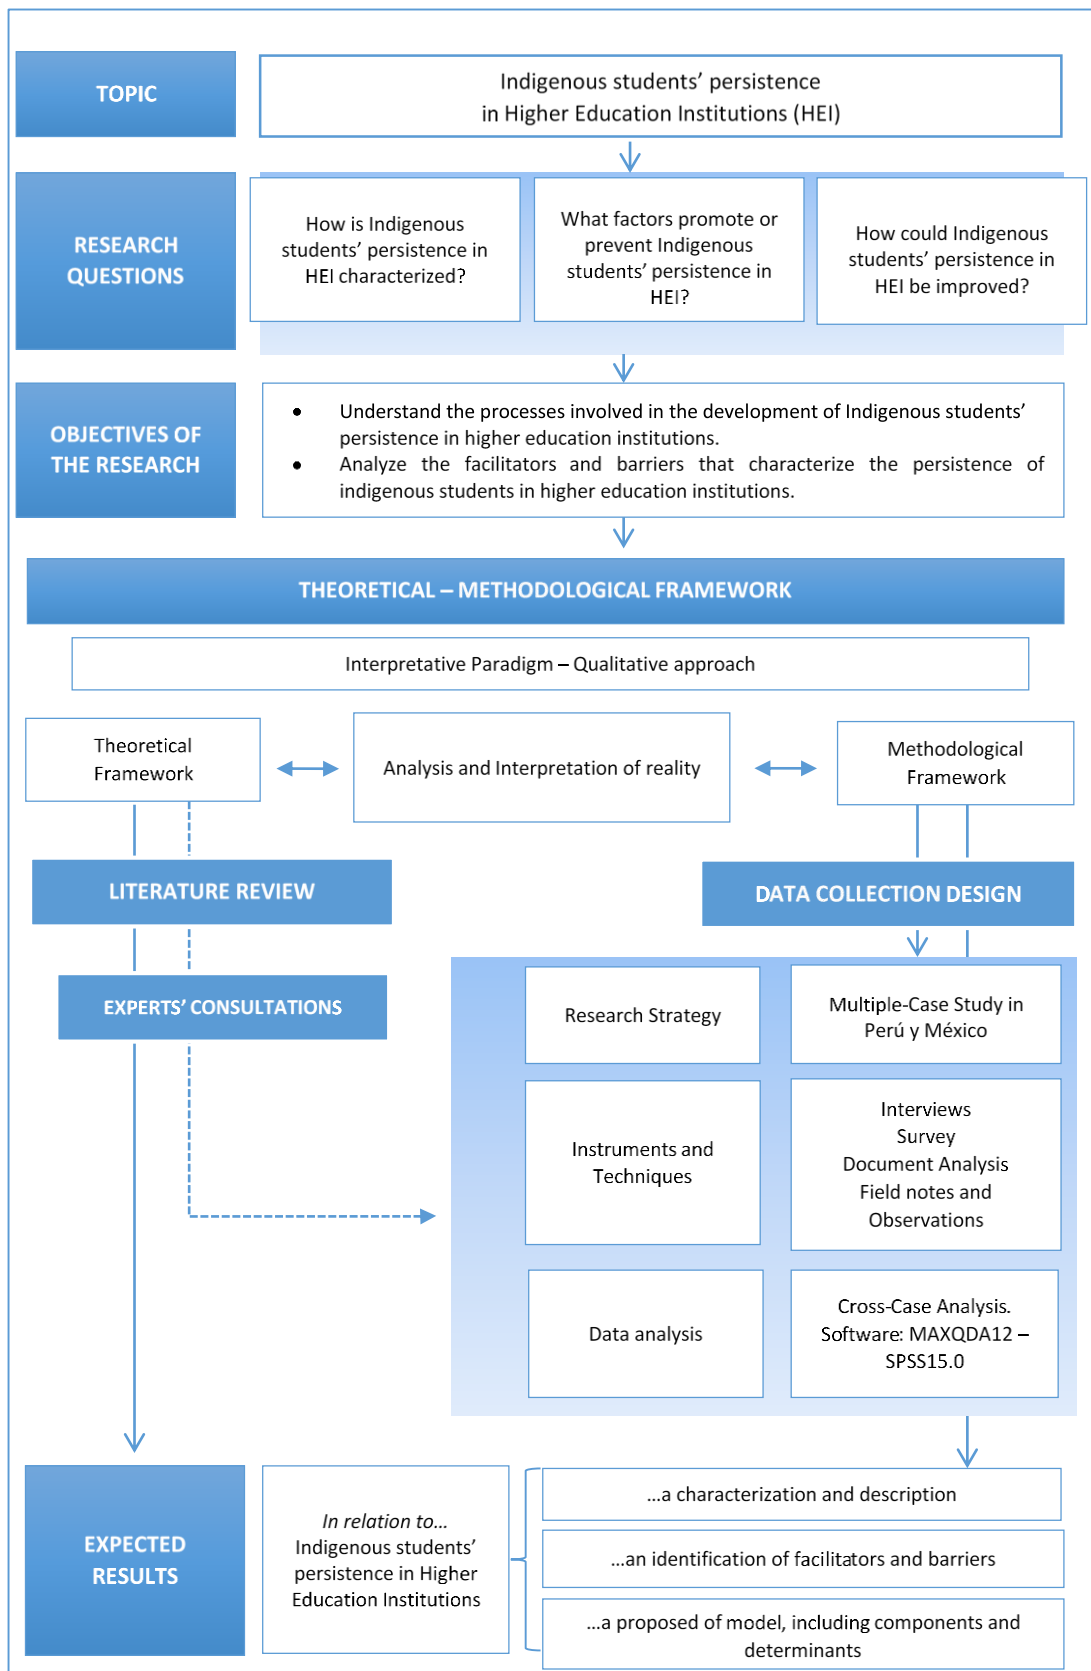 TOPIC
Indigenous students’ persistence
in Higher Education Institutions (HEI)
RESEARCH
QUESTIONS
How is Indigenous
students’ persistence in
HEI characterized?
What factors promote or
prevent Indigenous
students’ persistence in
HEI?
How could Indigenous
students’ persistence in
HEI be improved?
OBJECTIVES OF
THE RESEARCH
• Understand the processes involved in the development of Indigenous students’
persistence in higher education institutions.
• Analyze the facilitators and barriers that characterize the persistence of
indigenous students in higher education institutions.
THEORETICAL – METHODOLOGICAL FRAMEWORK
Interpretative Paradigm – Qualitative approach
Theoretical
Framework
Analysis and Interpretation of reality
Methodological
Framework
LITERATURE REVIEW
DATA COLLECTION DESIGN
EXPERTS’ CONSULTATIONS
Research Strategy
Multiple-Case Study in
Perú y México
Instruments and
Techniques
Interviews
Survey
Document Analysis
Field notes and
Observations
Data analysis
Cross-Case Analysis.
Software: MAXQDA12 –
SPSS15.0
EXPECTED
RESULTS
In relation to...
Indigenous students’
persistence in Higher
Education Institutions
...a characterization and description
...an identification of facilitators and barriers
...a proposed of model, including components and
determinants